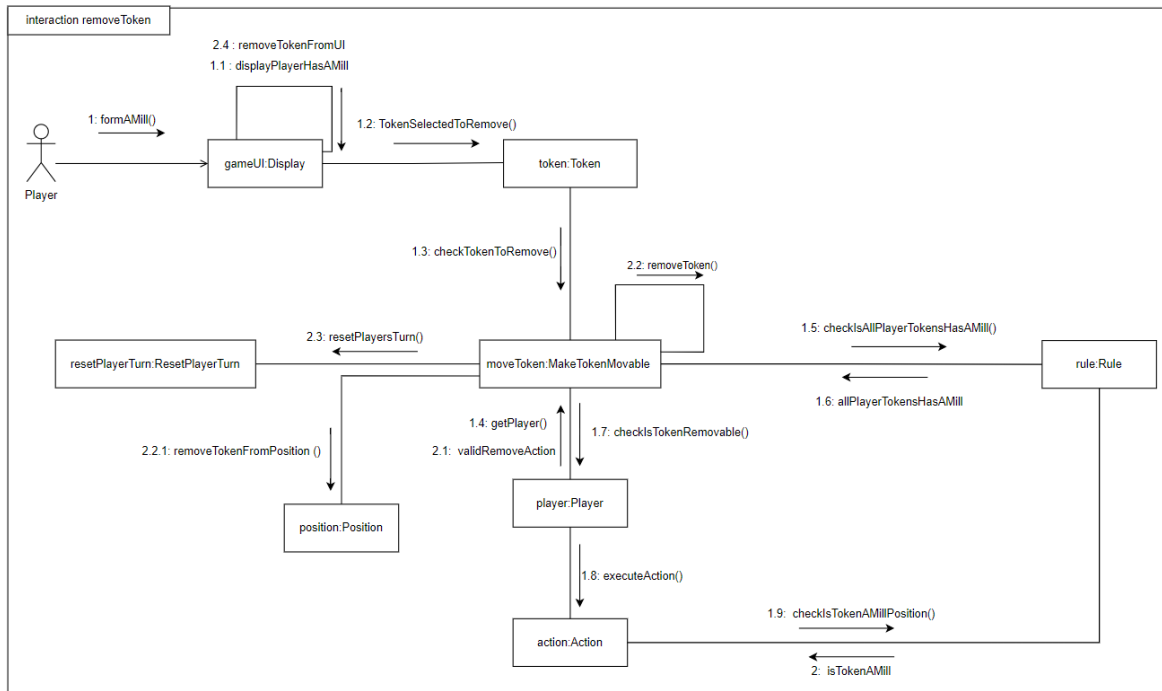 interaction removeToken
2.4 : removeTokenFromUI
1.1 : displayPlayerHasAMill
1: formAMill()
1.2: TokenSelectedToRemove()
gameUI:Display
token:Token
Player
1.3: checkTokenToRemove()
2.2: removeToken()
2.3: resetPlayersTurn()
1.5: checkIsAllPlayerTokensHasAMill()
resetPlayerTurn:ResetPlayerTurn
moveToken:MakeTokenMovable
rule:Rule
1.6: allPlayerTokensHasAMill
1.4: getPlayer()
1.7: checkIsTokenRemovable()
2.2.1: removeTokenFromPosition ()
2.1: validRemoveAction
player:Player
position:Position
1.8: executeAction()
1.9: checkIsTokenAMillPosition()
action:Action
2: isTokenAMill